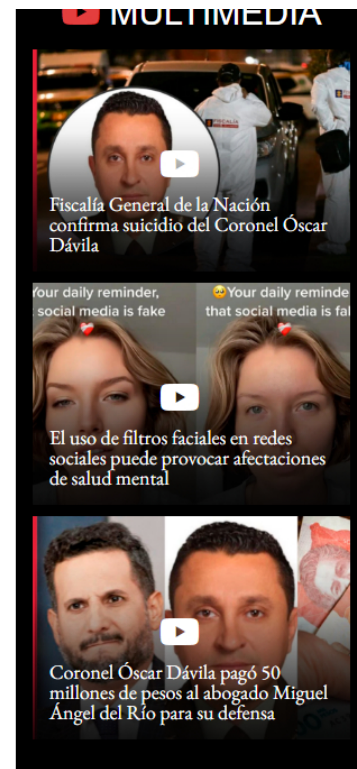 MULTIMEDIA
FISCALÍA
Fiscalía General de la Nación
confirma suicidio del Coronel Óscar
Dávila
Your daily reminder,
social media is fake
🥺Your daily reminde
that social media is fal
El uso de filtros faciales en redes
sociales puede provocar afectaciones
de salud mental
Coronel Óscar Dávila pagó 50
millones de pesos al abogado Miguel
Ángel del Río para su defensa